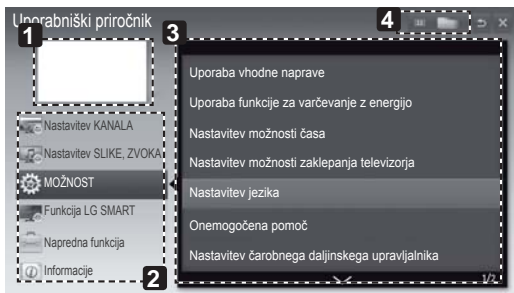 Uporabniški priročnik
1
3
4
Nastavitev KANALA
Nastavitev SLIKE, ZVOKA
MOŽNOST
Funkcija LG SMART
Napredna funkcija
Informacije
2
Uporaba vhodne naprave
Uporaba funkcije za varčevanje z energijo
Nastavitev možnosti časa
Nastavitev možnosti zaklepanja televizorja
Nastavitev jezika
Onemogočena pomoč
Nastavitev čarobnega daljinskega upravljalnika
1/2